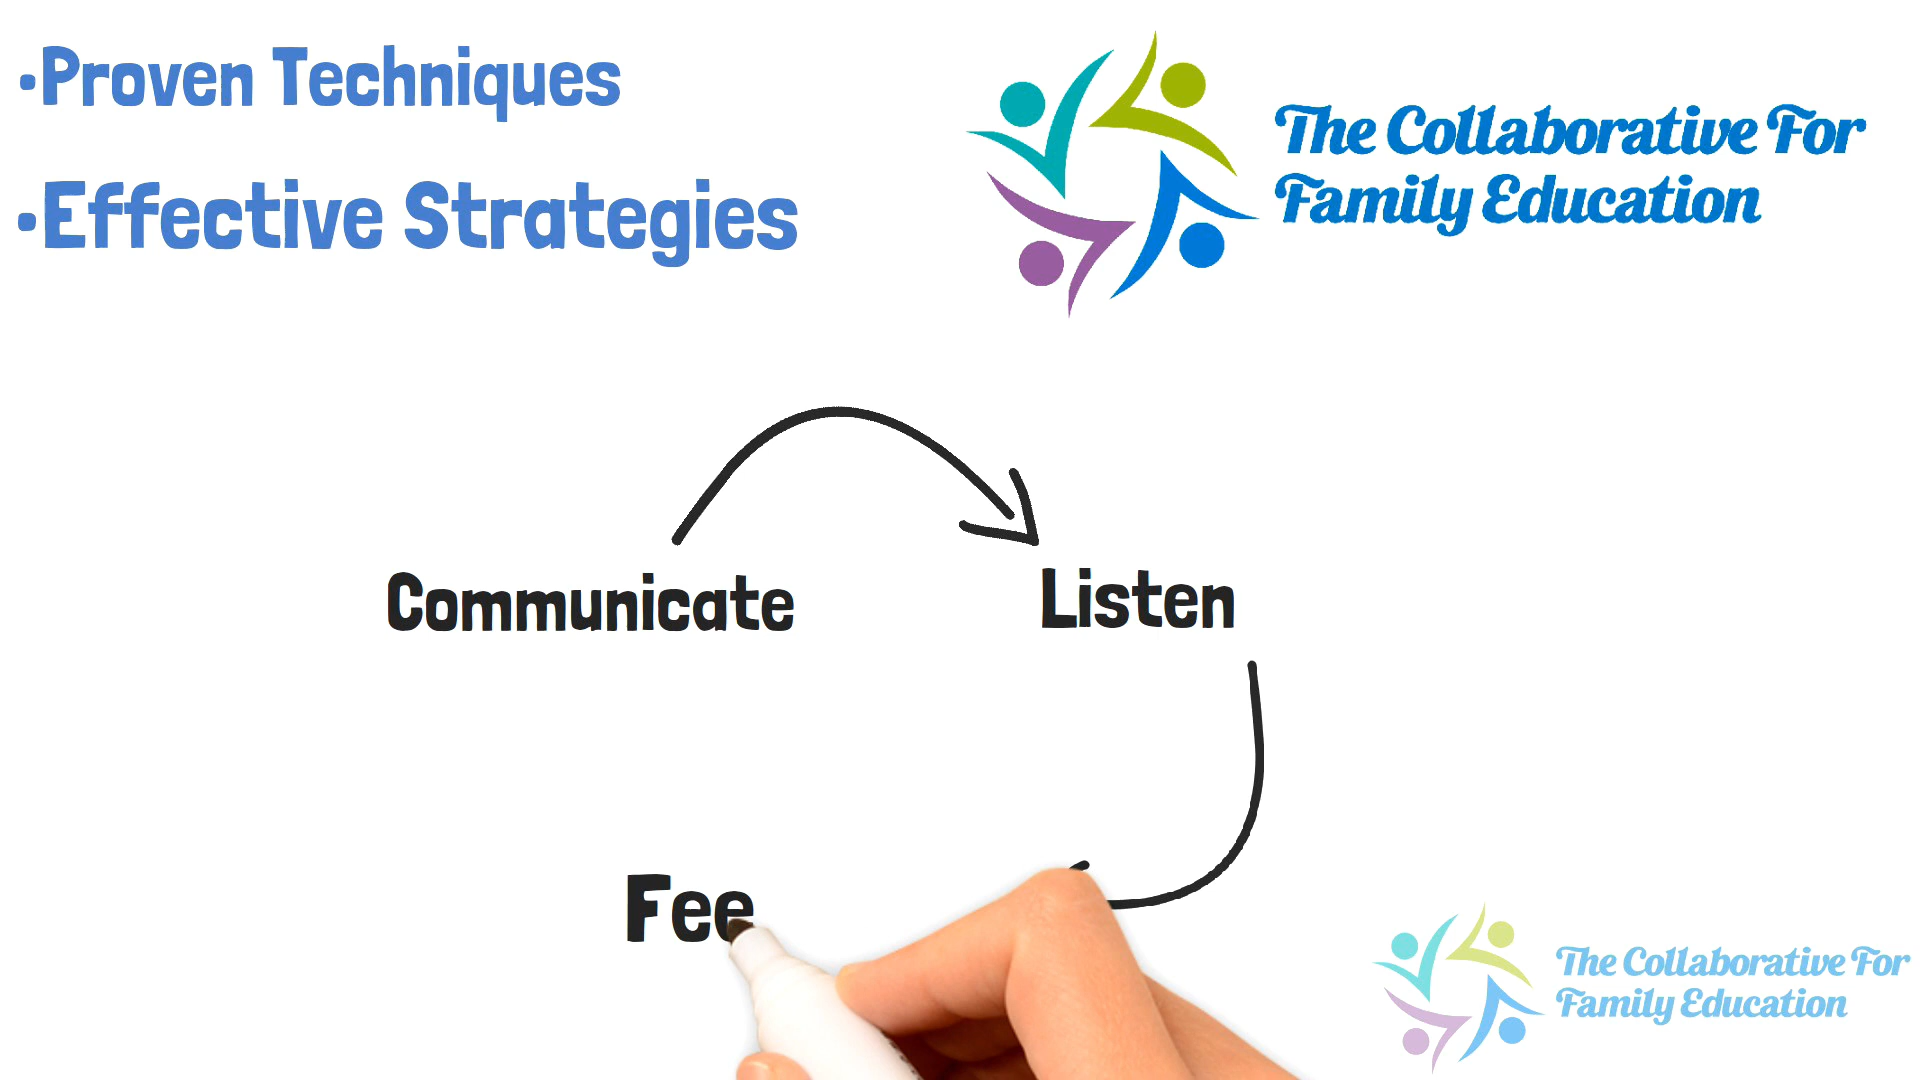 •Proven Techniques
•Effective Strategies
The Collaborative For
Family Education
Communicate
Listen
Fee
The Collaborative For
Family Education